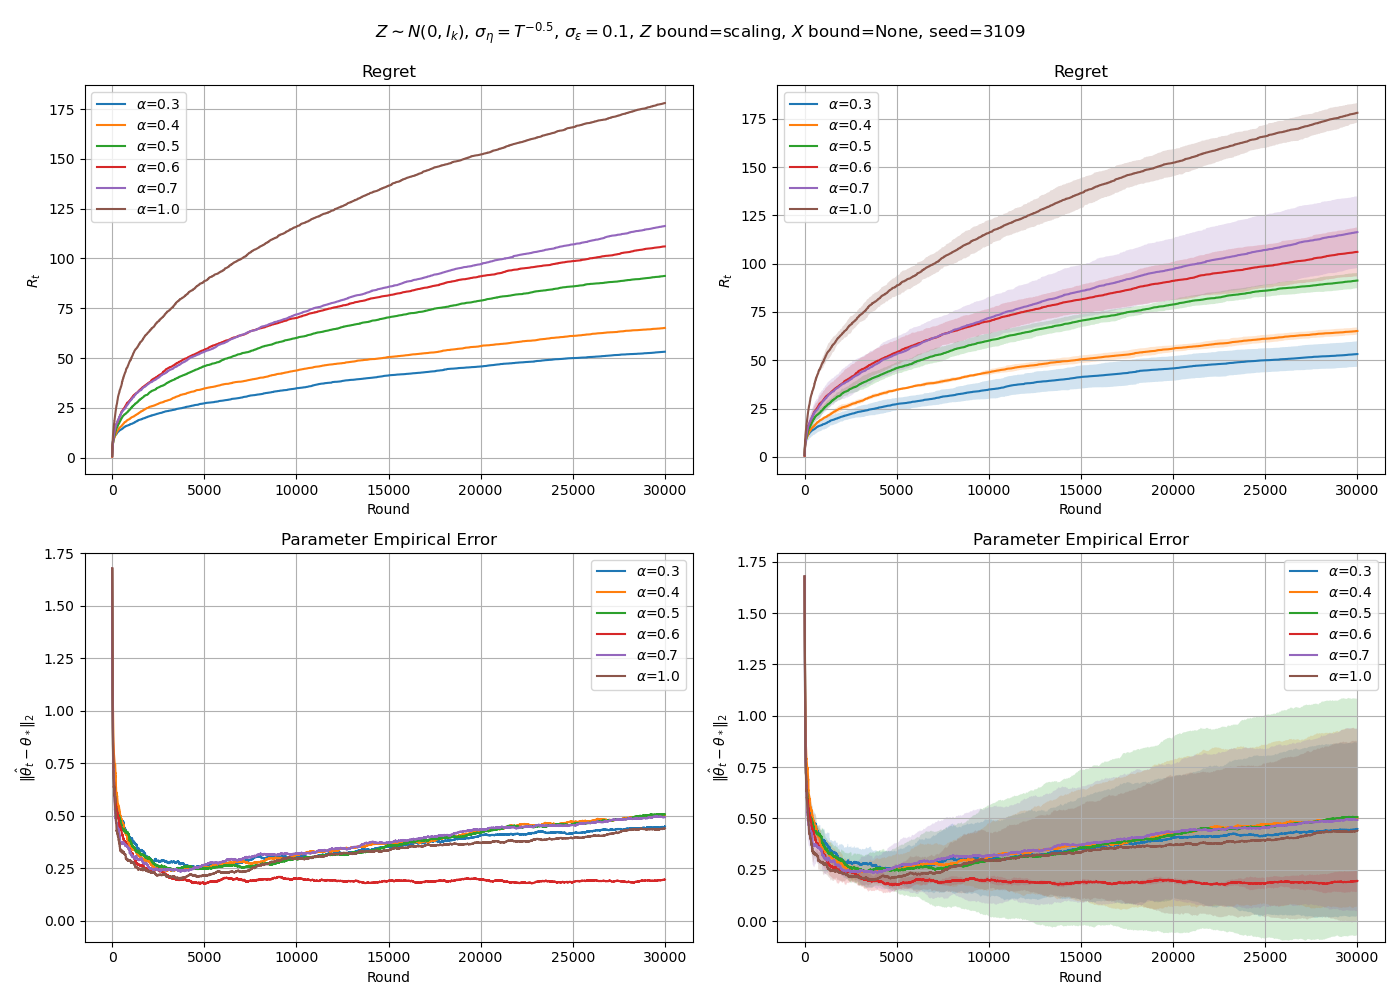 Z ∼ N(0, I_k), σ_η = T^{−0.5}, σ_ε = 0.1, Z bound=scaling, X bound=None, seed=3109
Regret
R_t
175
150
125
100
75
50
25
0
α=0.3
α=0.4
α=0.5
α=0.6
α=0.7
α=1.0
0 5000 10000 15000 20000 25000 30000
Round
Regret
R_t
175
150
125
100
75
50
25
0
α=0.3
α=0.4
α=0.5
α=0.6
α=0.7
α=1.0
0 5000 10000 15000 20000 25000 30000
Round
Parameter Empirical Error
‖θ̂_t − θ_*‖_2
1.75
1.50
1.25
1.00
0.75
0.50
0.25
0.00
α=0.3
α=0.4
α=0.5
α=0.6
α=0.7
α=1.0
0 5000 10000 15000 20000 25000 30000
Round
Parameter Empirical Error
‖θ̂_t − θ_*‖_2
1.75
1.50
1.25
1.00
0.75
0.50
0.25
0.00
α=0.3
α=0.4
α=0.5
α=0.6
α=0.7
α=1.0
0 5000 10000 15000 20000 25000 30000
Round